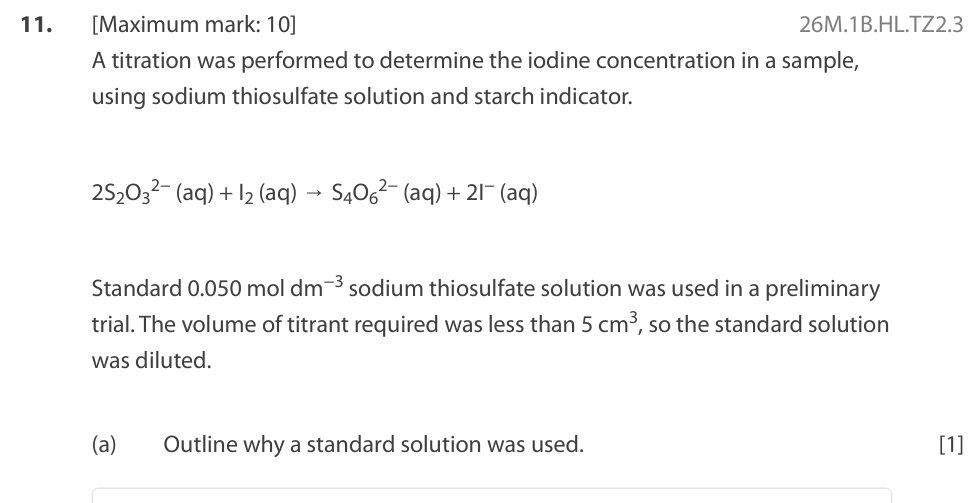 11. [Maximum mark: 10] 26M.1B.HL.TZ2.3
A titration was performed to determine the iodine concentration in a sample,
using sodium thiosulfate solution and starch indicator.
2S₂O₃²⁻ (aq) + I₂ (aq) → S₄O₆²⁻ (aq) + 2I⁻ (aq)
Standard 0.050 mol dm⁻³ sodium thiosulfate solution was used in a preliminary
trial. The volume of titrant required was less than 5 cm³, so the standard solution
was diluted.
(a) Outline why a standard solution was used. [1]